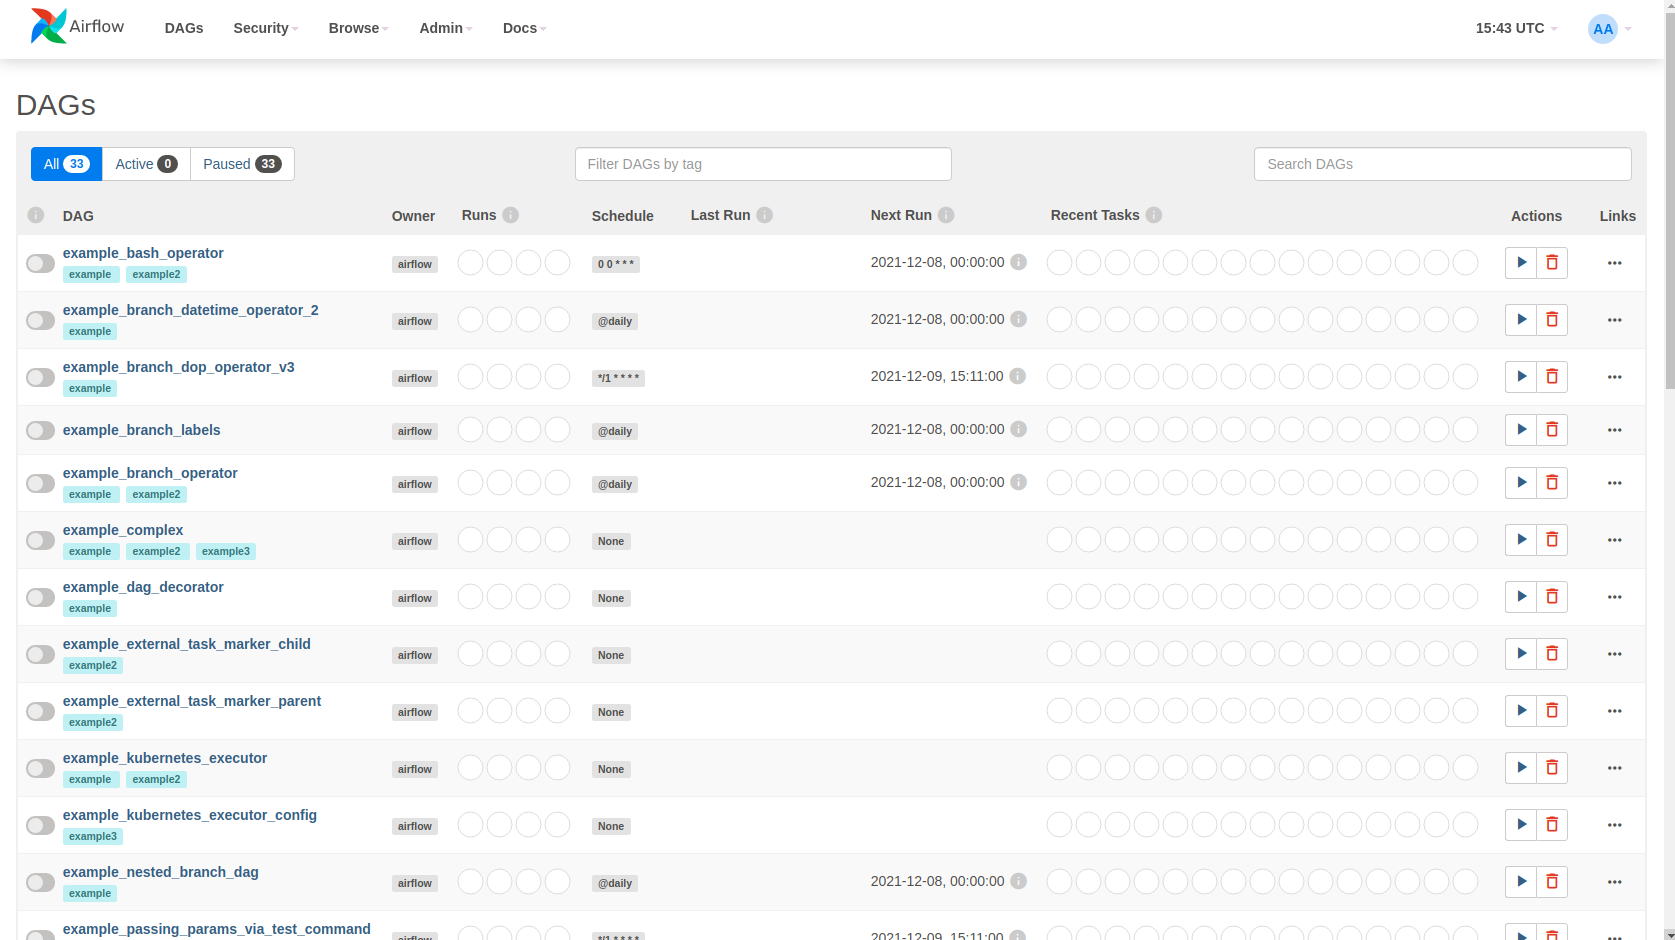 Airflow DAGs Security Browse Admin Docs 15:43 UTC AA
DAGs
All 33 Active 0 Paused 33 Filter DAGs by tag Search DAGs
DAG Owner Runs Schedule Last Run Next Run Recent Tasks Actions Links
example_bash_operator
example example2 airflow 0 0 * * * 2021-12-08, 00:00:00
example_branch_datetime_operator_2
example airflow @daily 2021-12-08, 00:00:00
example_branch_dop_operator_v3
example airflow */1 * * * * 2021-12-09, 15:11:00
example_branch_labels airflow @daily 2021-12-08, 00:00:00
example_branch_operator
example example2 airflow @daily 2021-12-08, 00:00:00
example_complex
example example2 example3 airflow None
example_dag_decorator
example airflow None
example_external_task_marker_child
example2 airflow None
example_external_task_marker_parent
example2 airflow None
example_kubernetes_executor
example example2 airflow None
example_kubernetes_executor_config
example3 airflow None
example_nested_branch_dag
example airflow @daily 2021-12-08, 00:00:00
example_passing_params_via_test_command
airflow */1 * * * * 2021-12-09, 15:11:00